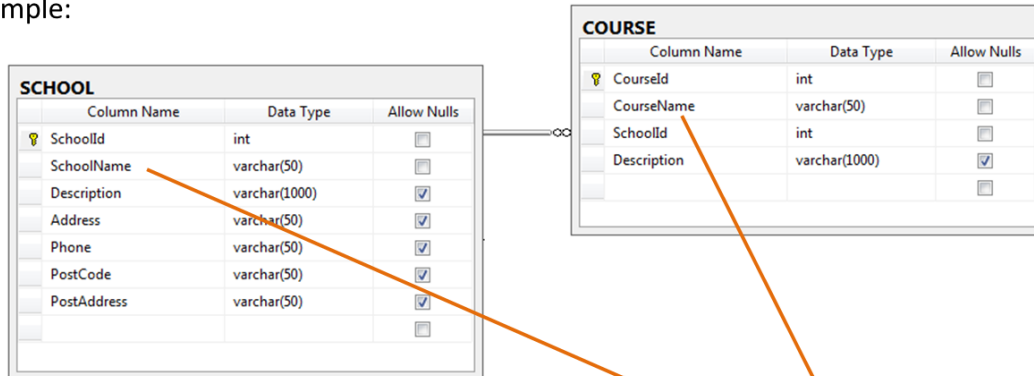 mple:
SCHOOL
Column Name Data Type Allow Nulls
SchoolId int
SchoolName varchar(50)
Description varchar(1000)
Address varchar(50)
Phone varchar(50)
PostCode varchar(50)
PostAddress varchar(50)
COURSE
Column Name Data Type Allow Nulls
CourseId int
CourseName varchar(50)
SchoolId int
Description varchar(1000)